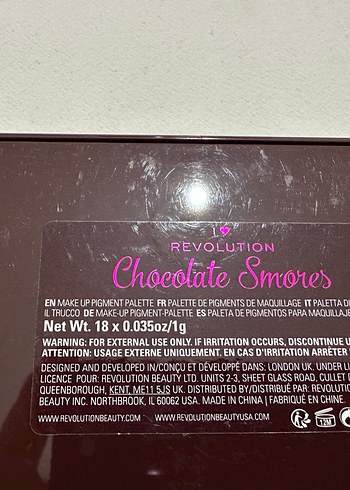 I
REVOLUTION
Chocolate Smores
EN MAKE UP PIGMENT PALETTE FR PALETTE DE PIGMENTS DE MAQUILLAGE IT PALETTA DI
IL TRUCCO DE MAKE-UP PIGMENT-PALETTE ES PALETA DE PIGMENTOS PARA MAQUILLAJE
Net Wt. 18 x 0.035oz/1g
WARNING: FOR EXTERNAL USE ONLY. IF IRRITATION OCCURS, DISCONTINUE U
ATTENTION: USAGE EXTERNE UNIQUEMENT. EN CAS D'IRRITATION ARRÊTER
DESIGNED AND DEVELOPED IN/CONÇU ET DÉVELOPPÉ DANS: LONDON UK. UNDER LI
LICENCE POUR: REVOLUTION BEAUTY LTD. UNITS 2-3, SHEET GLASS ROAD, CULLET D
QUEENBOROUGH, KENT, ME11 5JS UK. DISTRIBUTED BY/DISTRIBUÉ PAR: REVOLUTIO
BEAUTY INC. NORTHBROOK, IL 60062 USA. MADE IN CHINA | FABRIQUÉ EN CHINE.
WWW.REVOLUTIONBEAUTY.COM WWW.REVOLUTIONBEAUTYUSA.COM 12M